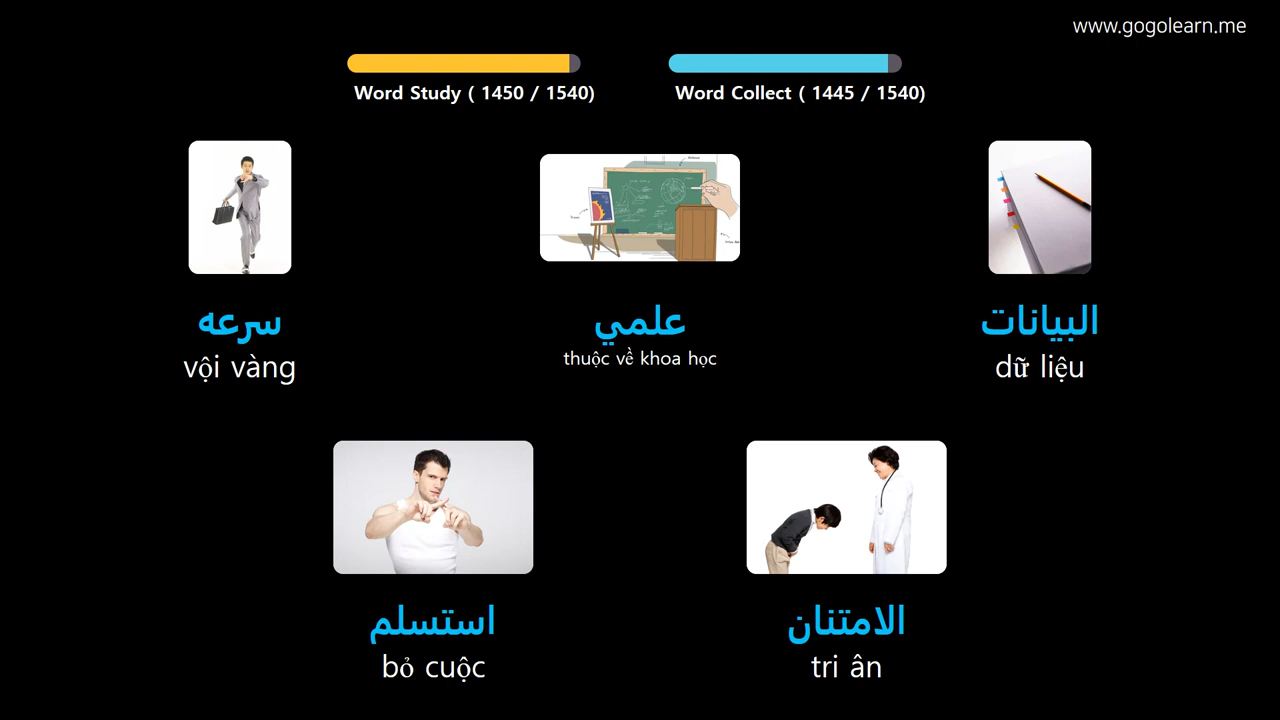 www.gogolearn.me
Word Study ( 1450 / 1540)
Word Collect ( 1445 / 1540)
سرعه
vội vàng
علمي
thuộc về khoa học
البيانات
dữ liệu
استسلم
bỏ cuộc
الامتنان
tri ân